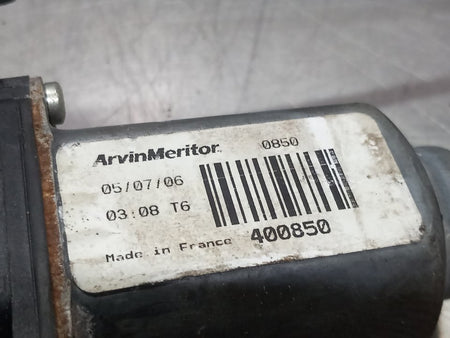 ArvinMeritor. 0850
05/07/06
03:08 T6
400850
Made in France